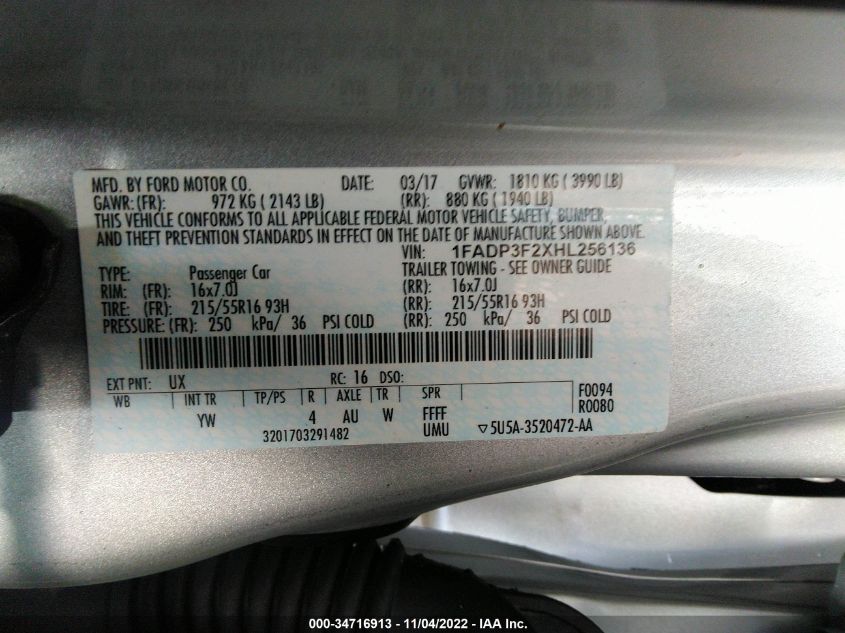 MFD. BY FORD MOTOR CO. DATE: 03/17 GVWR: 1810 KG ( 3990 LB)
GAWR: (FR): 972 KG ( 2143 LB) (RR): 880 KG ( 1940 LB)
THIS VEHICLE CONFORMS TO ALL APPLICABLE FEDERAL MOTOR VEHICLE SAFETY, BUMPER,
AND THEFT PREVENTION STANDARDS IN EFFECT ON THE DATE OF MANUFACTURE SHOWN ABOVE.
VIN: 1FADP3F2XHL256136
TYPE: Passenger Car TRAILER TOWING - SEE OWNER GUIDE
RIM: (FR): 16x7.0J (RR): 16x7.0J
TIRE: (FR): 215/55R16 93H (RR): 215/55R16 93H
PRESSURE: (FR): 250 kPa/ 36 PSI COLD (RR): 250 kPa/ 36 PSI COLD
EXT PNT: UX RC: 16 DSO:
WB INT TR TP/PS R AXLE TR SPR F0094
YW 4 AU W FFFF R0080
3201703291482 UMU ▽5U5A-3520472-AA
000-34716913 - 11/04/2022 - IAA Inc.